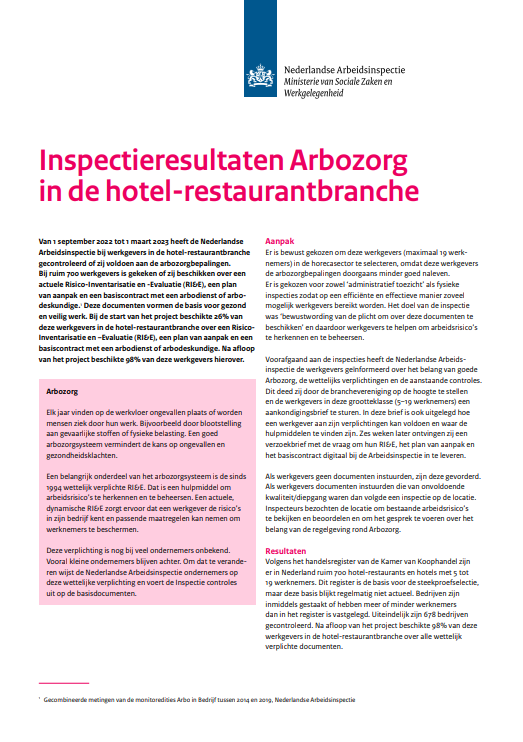 Nederlandse Arbeidsinspectie
Ministerie van Sociale Zaken en
Werkgelegenheid
Inspectieresultaten Arbozorg
in de hotel-restaurantbranche
Van 1 september 2022 tot 1 maart 2023 heeft de Nederlandse
Arbeidsinspectie bij werkgevers in de hotel-restaurantbranche
gecontroleerd of zij voldoen aan de arbozorgbepalingen.
Bij ruim 700 werkgevers is gekeken of zij beschikken over een
actuele Risico-Inventarisatie en -Evaluatie (RI&E), een plan
van aanpak en een basiscontract met een arbodienst of arbo-
deskundige.¹ Deze documenten vormen de basis voor gezond
en veilig werk. Bij de start van het project beschikte 26% van
deze werkgevers in de hotel-restaurantbranche over een Risico-
Inventarisatie en –Evaluatie (RI&E), een plan van aanpak en een
basiscontract met een arbodienst of arbodeskundige. Na afloop
van het project beschikte 98% van deze werkgevers hierover.
Arbozorg
Elk jaar vinden op de werkvloer ongevallen plaats of worden
mensen ziek door hun werk. Bijvoorbeeld door blootstelling
aan gevaarlijke stoffen of fysieke belasting. Een goed
arbozorgsysteem vermindert de kans op ongevallen en
gezondheidsklachten.
Een belangrijk onderdeel van het arbozorgsysteem is de sinds
1994 wettelijk verplichte RI&E. Dat is een hulpmiddel om
arbeidsrisico's te herkennen en te beheersen. Een actuele,
dynamische RI&E zorgt ervoor dat een werkgever de risico's
in zijn bedrijf kent en passende maatregelen kan nemen om
werknemers te beschermen.
Deze verplichting is nog bij veel ondernemers onbekend.
Vooral kleine ondernemers blijven achter. Om dat te verande-
ren wijst de Nederlandse Arbeidsinspectie ondernemers op
deze wettelijke verplichting en voert de Inspectie controles
uit op de basisdocumenten.
Aanpak
Er is bewust gekozen om deze werkgevers (maximaal 19 werk-
nemers) in de horecasector te selecteren, omdat deze werkgevers
de arbozorgbepalingen doorgaans minder goed naleven.
Er is gekozen voor zowel 'administratief toezicht' als fysieke
inspecties zodat op een efficiënte en effectieve manier zoveel
mogelijk werkgevers bereikt worden. Het doel van de inspectie
was 'bewustwording van de plicht om over deze documenten te
beschikken' en daardoor werkgevers te helpen om arbeidsrisico's
te herkennen en te beheersen.
Voorafgaand aan de inspecties heeft de Nederlandse Arbeids-
inspectie de werkgevers geïnformeerd over het belang van goede
Arbozorg, de wettelijke verplichtingen en de aanstaande controles.
Dit deed zij door de branchevereniging op de hoogte te stellen
en de werkgevers in deze grootteklasse (5–19 werknemers) een
aankondigingsbrief te sturen. In deze brief is ook uitgelegd hoe
een werkgever aan zijn verplichtingen kan voldoen en waar de
hulpmiddelen te vinden zijn. Zes weken later ontvingen zij een
verzoekbrief met de vraag om hun RI&E, het plan van aanpak en
het basiscontract digitaal bij de Arbeidsinspectie in te leveren.
Als werkgevers geen documenten instuurden, zijn deze gevorderd.
Als werkgevers documenten instuurden die van onvoldoende
kwaliteit/diepgang waren dan volgde een inspectie op de locatie.
Inspecteurs bezochten de locatie om bestaande arbeidsrisico's
te bekijken en beoordelen en om het gesprek te voeren over het
belang van de regelgeving rond Arbozorg.
Resultaten
Volgens het handelsregister van de Kamer van Koophandel zijn
er in Nederland ruim 700 hotel-restaurants en hotels met 5 tot
19 werknemers. Dit register is de basis voor de steekproefselectie,
maar deze basis blijkt regelmatig niet actueel. Bedrijven zijn
inmiddels gestaakt of hebben meer of minder werknemers
dan in het register is vastgelegd. Uiteindelijk zijn 678 bedrijven
gecontroleerd. Na afloop van het project beschikte 98% van deze
werkgevers in de hotel-restaurantbranche over alle wettelijk
verplichte documenten.
¹ Gecombineerde metingen van de monitoredities Arbo in Bedrijf tussen 2014 en 2019, Nederlandse Arbeidsinspectie